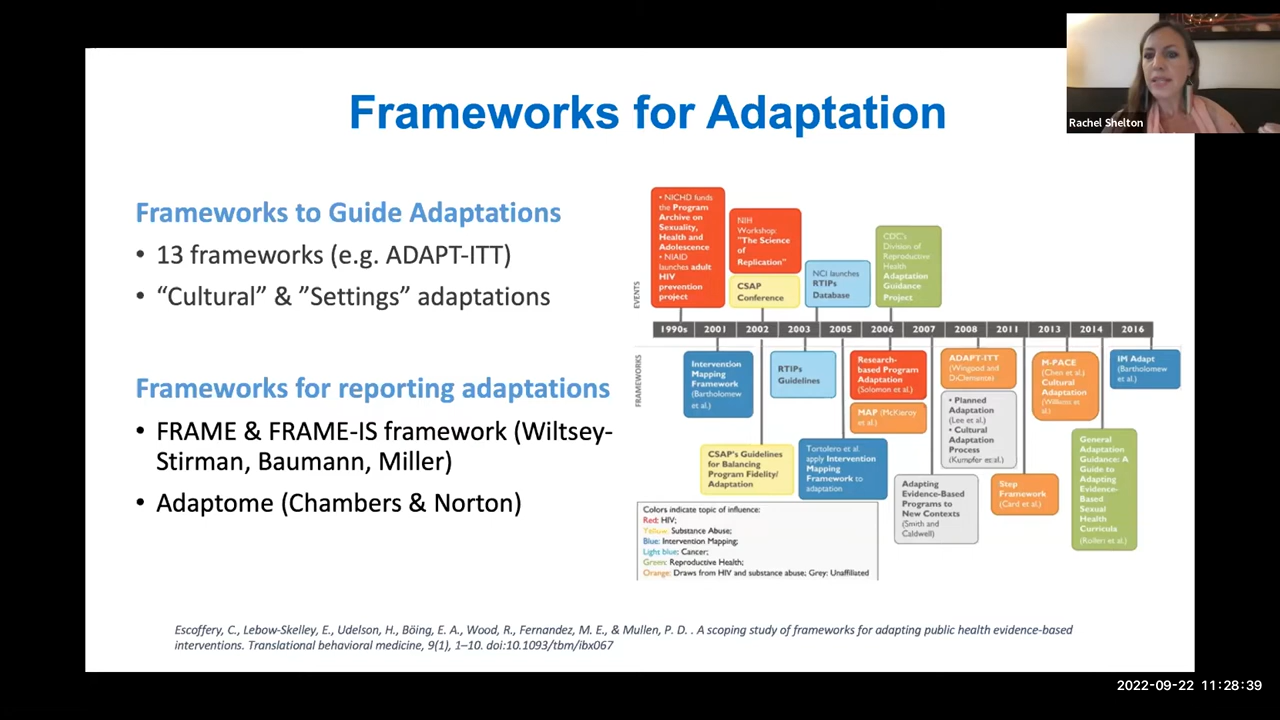 Frameworks for Adaptation
Rachel Shelton
Frameworks to Guide Adaptations
• 13 frameworks (e.g. ADAPT-ITT)
• “Cultural” & ”Settings” adaptations
Frameworks for reporting adaptations
• FRAME & FRAME-IS framework (Wiltsey-
Stirman, Baumann, Miller)
• Adaptome (Chambers & Norton)
EVENTS
• NICHD funds
the Program
Archive on
Sexuality,
Health and
Adolescence
• NIAID
launches adult
HIV
prevention
project
NIH
Workshop:
"The Science
of
Replication"
CSAP
Conference
NCI launches
RTIPs
Database
CDC's
Division of
Reproductive
Health
Adaptation
Guidance
Project
1990s 2001 2002 2003 2005 2006 2007 2008 2011 2013 2014 2016
FRAMEWORKS
Intervention
Mapping
Framework
(Bartholomew
et al.)
CSAP's Guidelines
for Balancing
Program Fidelity/
Adaptation
RTIPs
Guidelines
Tortolero et al.
apply Intervention
Mapping
Framework to
adaptation
Research-
based Program
Adaptation
(Solomon et al.)
MAP (McKleroy
et al.)
Adapting
Evidence-Based
Programs to
New Contexts
(Smith and
Caldwell)
ADAPT-ITT
(Wingood and
DiClemente)
• Planned
Adaptation
(Lee et al.)
• Cultural
Adaptation
Process
(Kumpfer et al.)
Step
Framework
(Card et al.)
M-PACE
(Chen et al.)
Cultural
Adaptation
al.)
General
Adaptation
Guidance: A
Guide to
Adapting
Evidence-
Based
Sexual
Health
Curricula
(Rolleri et al.)
IM Adapt
(Bartholomew
et al.)
Colors indicate topic of influence:
Red: HIV;
Yellow: Substance Abuse;
Blue: Intervention Mapping;
Light blue: Cancer;
Green: Reproductive Health;
Orange: Draws from HIV and substance abuse; Grey: Unaffiliated
Escoffery, C., Lebow-Skelley, E., Udelson, H., Böing, E. A., Wood, R., Fernandez, M. E., & Mullen, P. D. . A scoping study of frameworks for adapting public health evidence-based
interventions. Translational behavioral medicine, 9(1), 1–10. doi:10.1093/tbm/ibx067
2022-09-22 11:28:39